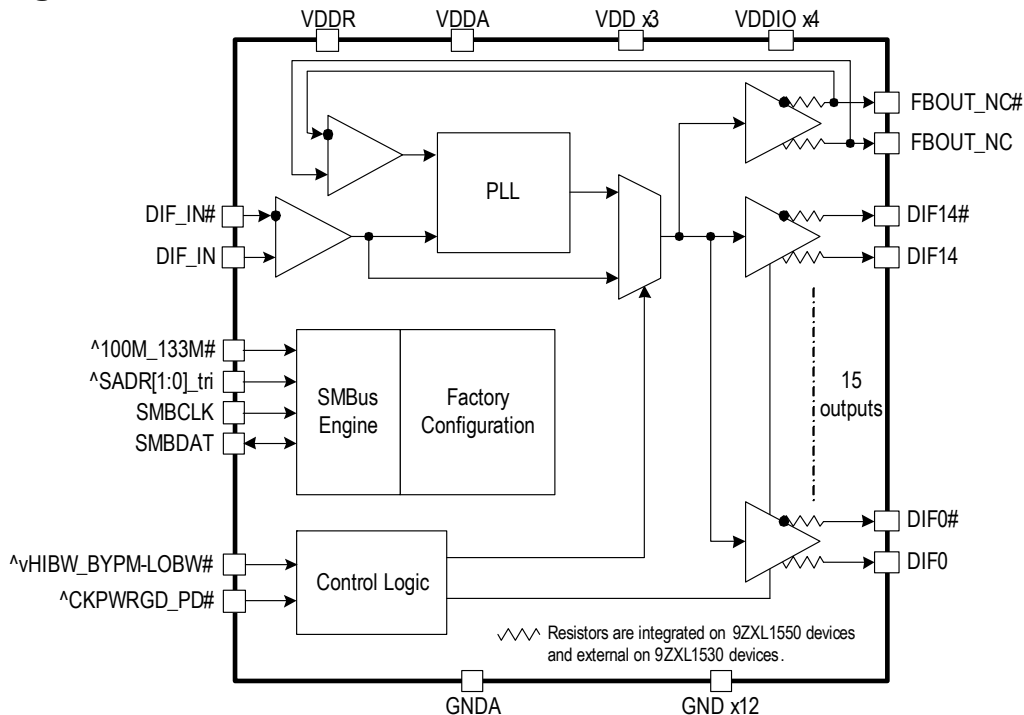 VDDR
VDDA
VDD x3
VDDIO x4
FBOUT_NC#
FBOUT_NC
PLL
DIF_IN#
DIF_IN
DIF14#
DIF14
^100M_133M#
^SADR[1:0]_tri
SMBCLK
SMBDAT
SMBus
Engine
Factory
Configuration
15
outputs
DIF0#
DIF0
^vHIBW_BYPM-LOBW#
^CKPWRGD_PD#
Control Logic
Resistors are integrated on 9ZXL1550 devices
and external on 9ZXL1530 devices.
GNDA
GND x12